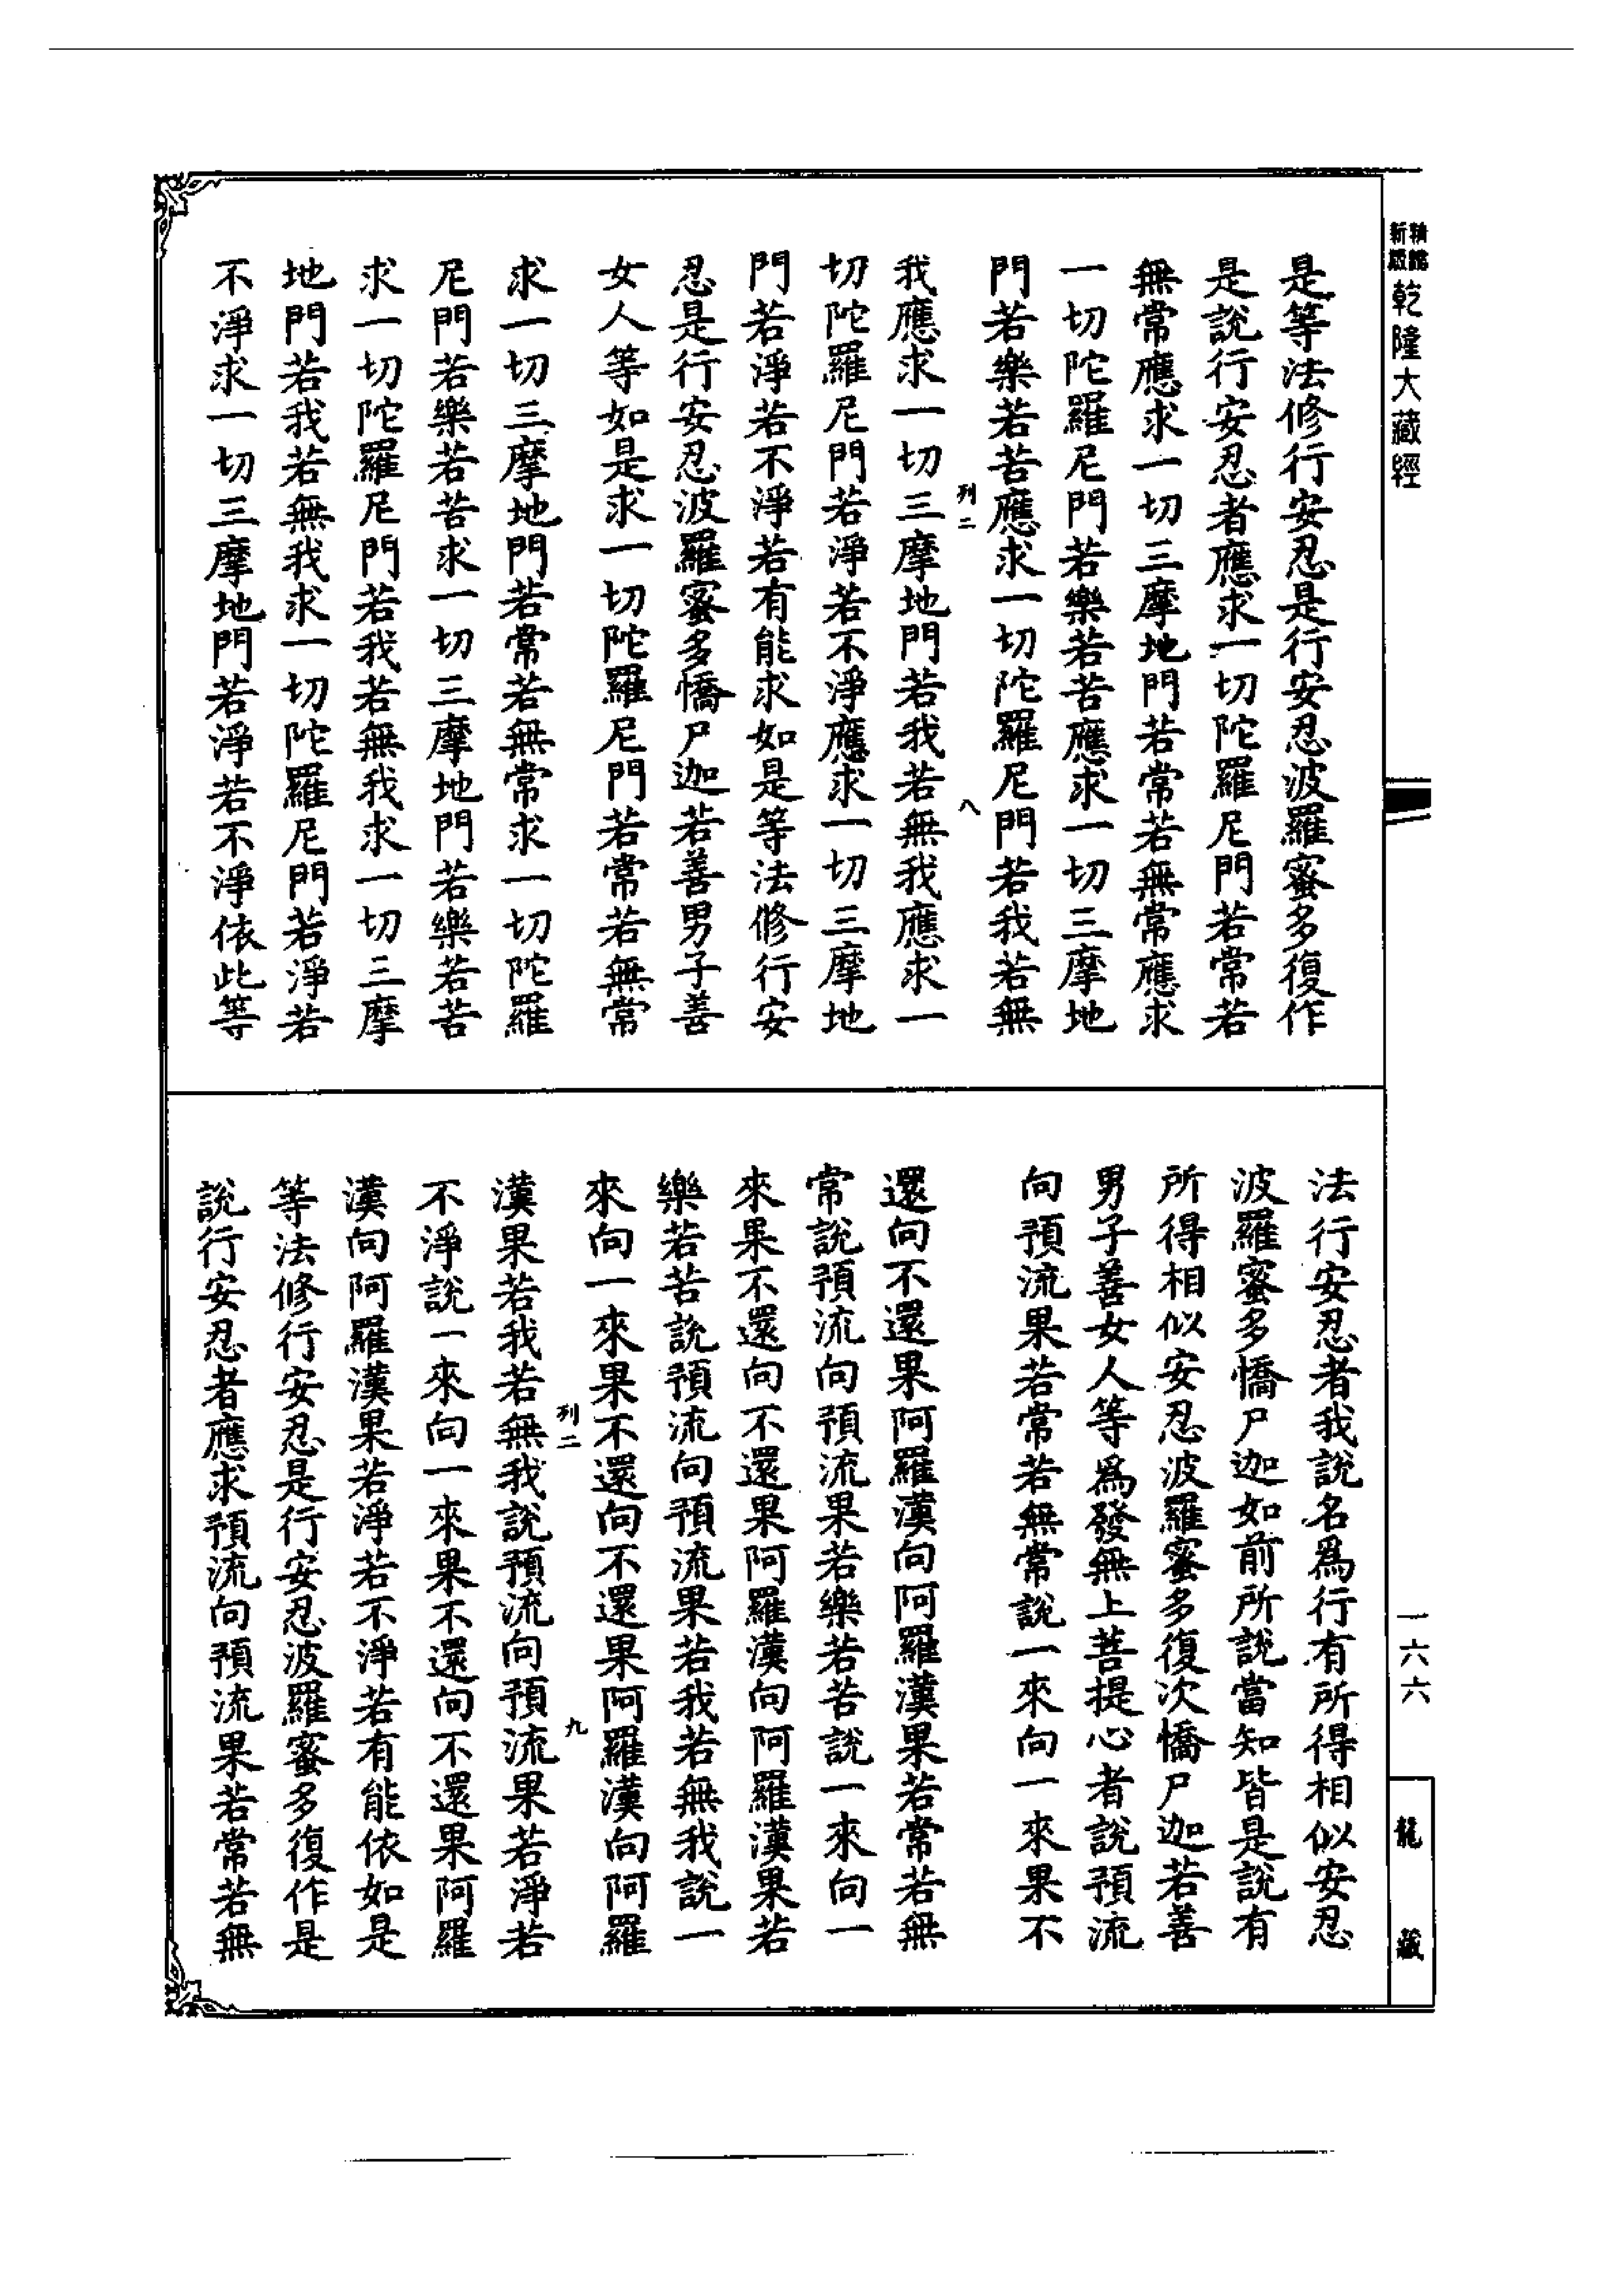 新版
精縮
乾隆大藏經
是等法修行安忍是行安忍波羅蜜多復作
是說行安忍者應求一切陀羅尼門若常若
無常應求一切三摩地門若常若無常應求
一切陀羅尼門若樂若苦應求一切三摩地
門若樂若苦應求一切陀羅尼門若我若無
列二
八
我應求一切三摩地門若我若無我應求一
切陀羅尼門若淨若不淨應求一切三摩地
門若淨若不淨若有能求如是等法修行安
忍是行安忍波羅蜜多憍尸迦若善男子善
女人等如是求一切陀羅尼門若常若無常
求一切三摩地門若常若無常求一切陀羅
尼門若樂若苦求一切三摩地門若樂若苦
求一切陀羅尼門若我若無我求一切三摩
地門若我若無我求一切陀羅尼門若淨若
不淨求一切三摩地門若淨若不淨依此等
法行安忍者我說名爲行有所得相似安忍
波羅蜜多憍尸迦如前所說當知皆是說有
所得相似安忍波羅蜜多復次憍尸迦若善
男子善女人等爲發無上菩提心者說預流
向預流果若常若無常說一來向一來果不
還向不還果阿羅漢向阿羅漢果若常若無
常說預流向預流果若樂若苦說一來向一
來果不還向不還果阿羅漢向阿羅漢果若
樂若苦說預流向預流果若我若無我說一
來向一來果不還向不還果阿羅漢向阿羅
列二
九
漢果若我若無我說預流向預流果若淨若
不淨說一來向一來果不還向不還果阿羅
漢向阿羅漢果若淨若不淨若有能依如是
等法修行安忍是行安忍波羅蜜多復作是
說行安忍者應求預流向預流果若常若無
一六六
龍藏